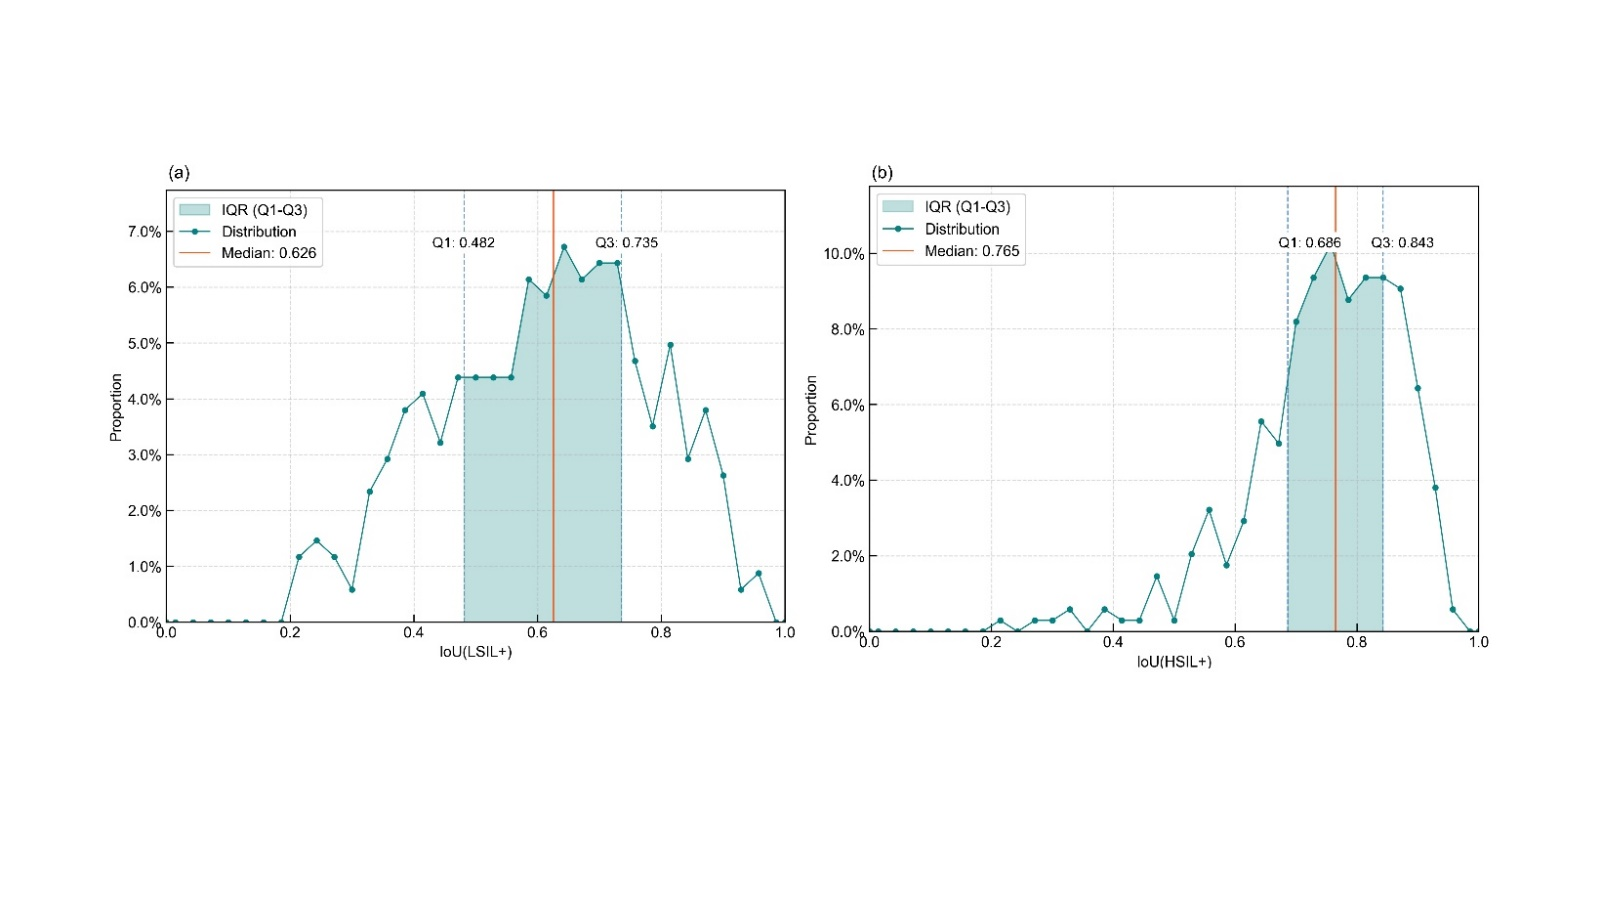 (a)
IQR (Q1-Q3)
Distribution
Median: 0.626
Q1: 0.482
Q3: 0.735
7.0%
6.0%
5.0%
4.0%
3.0%
2.0%
1.0%
0.0%
Proportion
0.0
0.2
0.4
0.6
0.8
1.0
IoU(LSIL+)
(b)
IQR (Q1-Q3)
Distribution
Median: 0.765
Q1: 0.686
Q3: 0.843
10.0%
8.0%
6.0%
4.0%
2.0%
0.0%
Proportion
0.0
0.2
0.4
0.6
0.8
1.0
IoU(HSIL+)